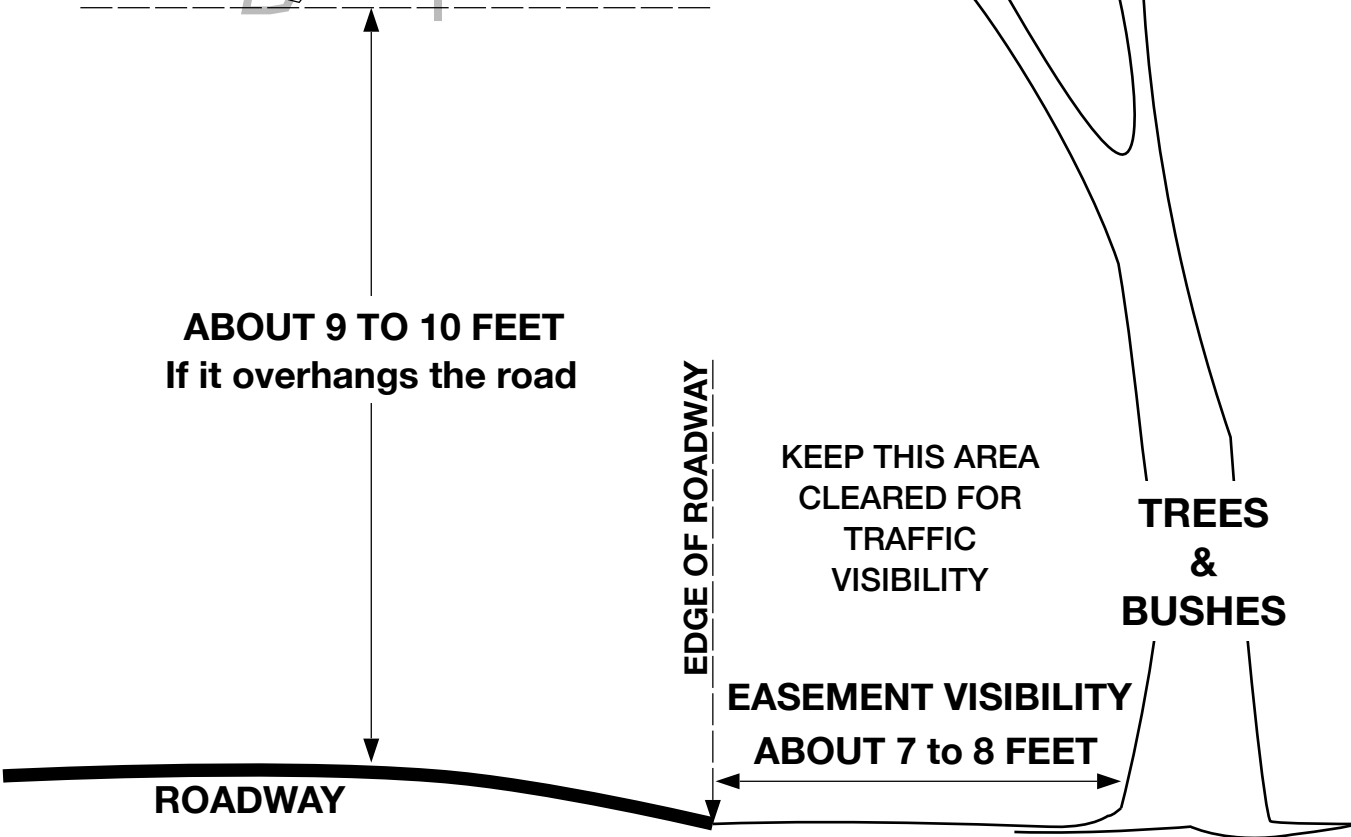 ABOUT 9 TO 10 FEET
If it overhangs the road
EDGE OF ROADWAY
KEEP THIS AREA
CLEARED FOR
TRAFFIC
VISIBILITY
TREES
&
BUSHES
EASEMENT VISIBILITY
ABOUT 7 to 8 FEET
ROADWAY